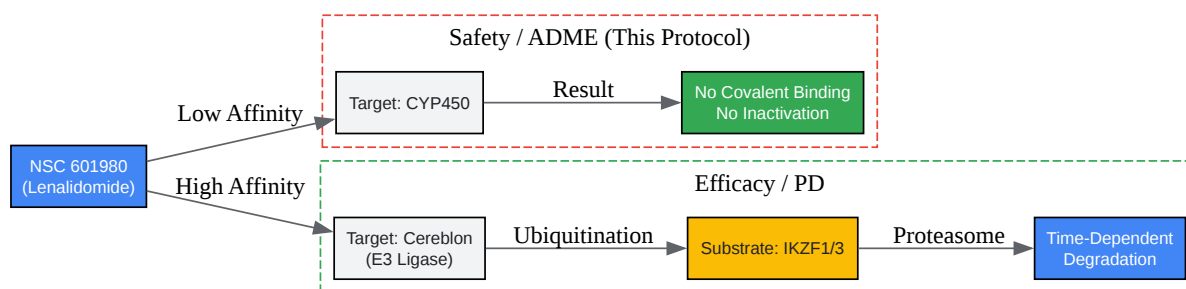 Safety / ADME (This Protocol)
Low Affinity
Target: CYP450
Result
No Covalent Binding
No Inactivation
NSC 601980
(Lenalidomide)
High Affinity
Efficacy / PD
Target: Cereblon
(E3 Ligase)
Ubiquitination
Substrate: IKZF1/3
Proteasome
Time-Dependent
Degradation